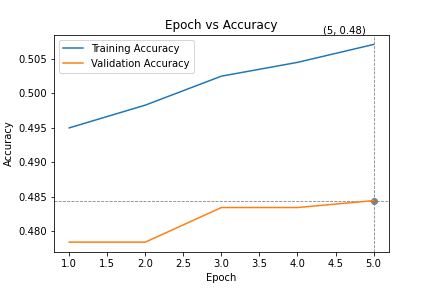 Epoch vs Accuracy
(5, 0.48)
Training Accuracy
Validation Accuracy
0.505
0.500
0.495
0.490
0.485
0.480
Accuracy
1.0 1.5 2.0 2.5 3.0 3.5 4.0 4.5 5.0
Epoch